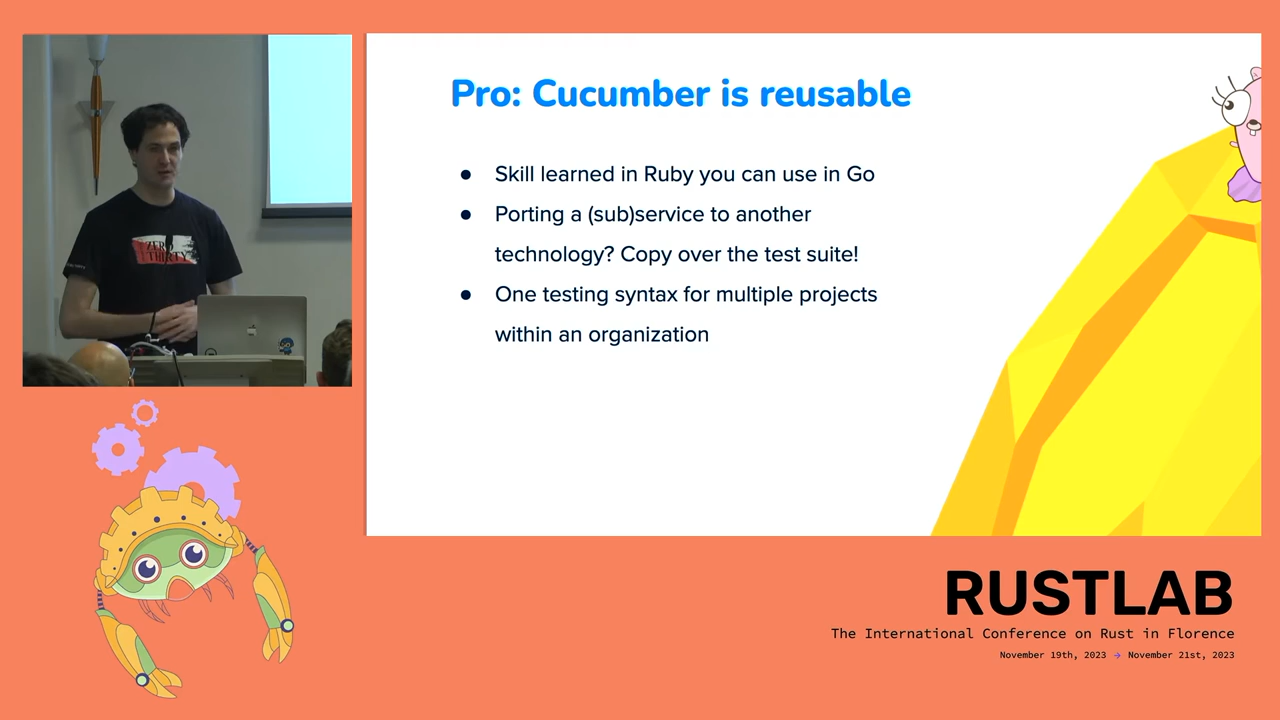 Pro: Cucumber is reusable
● Skill learned in Ruby you can use in Go
● Porting a (sub)service to another
technology? Copy over the test suite!
● One testing syntax for multiple projects
within an organization
ZERO
THIRTY
RUSTLAB
The International Conference on Rust in Florence
November 19th, 2023 → November 21st, 2023